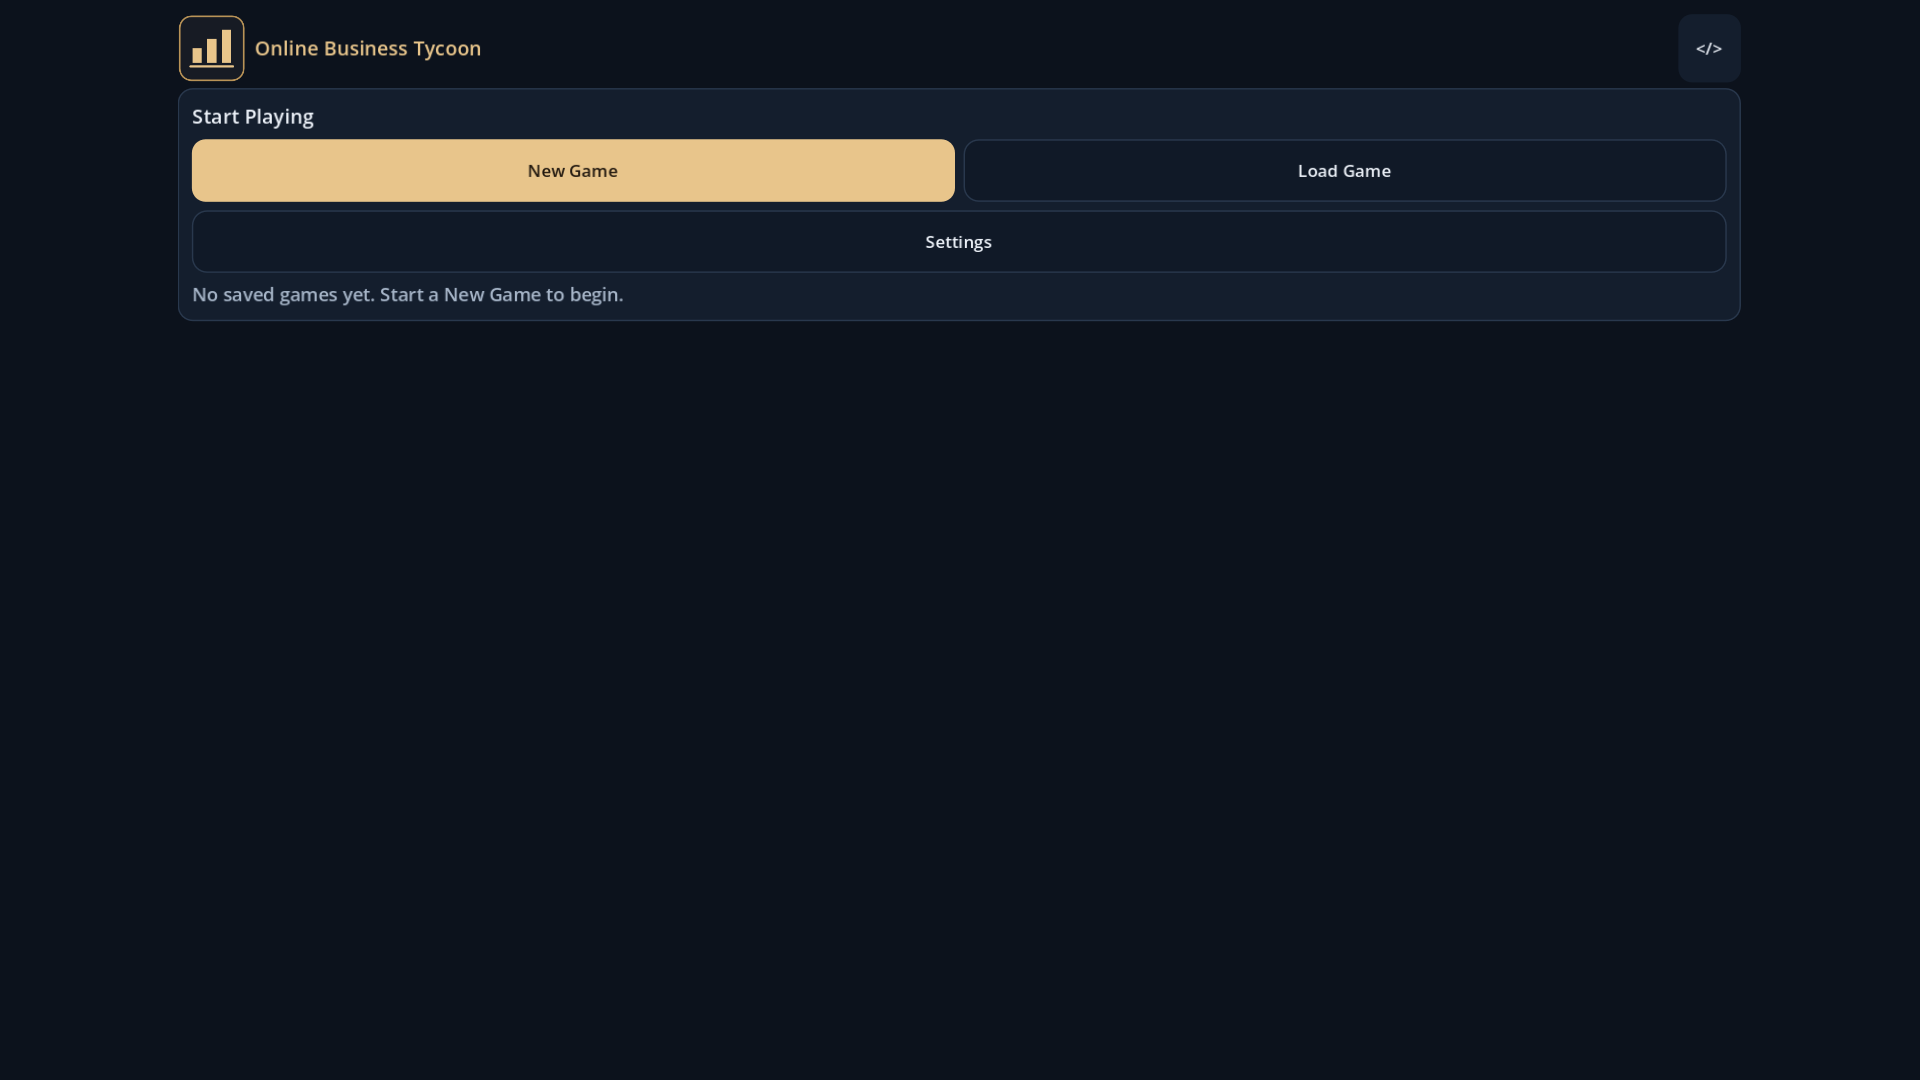 Online Business Tycoon
</>
Start Playing
New Game
Load Game
Settings
No saved games yet. Start a New Game to begin.